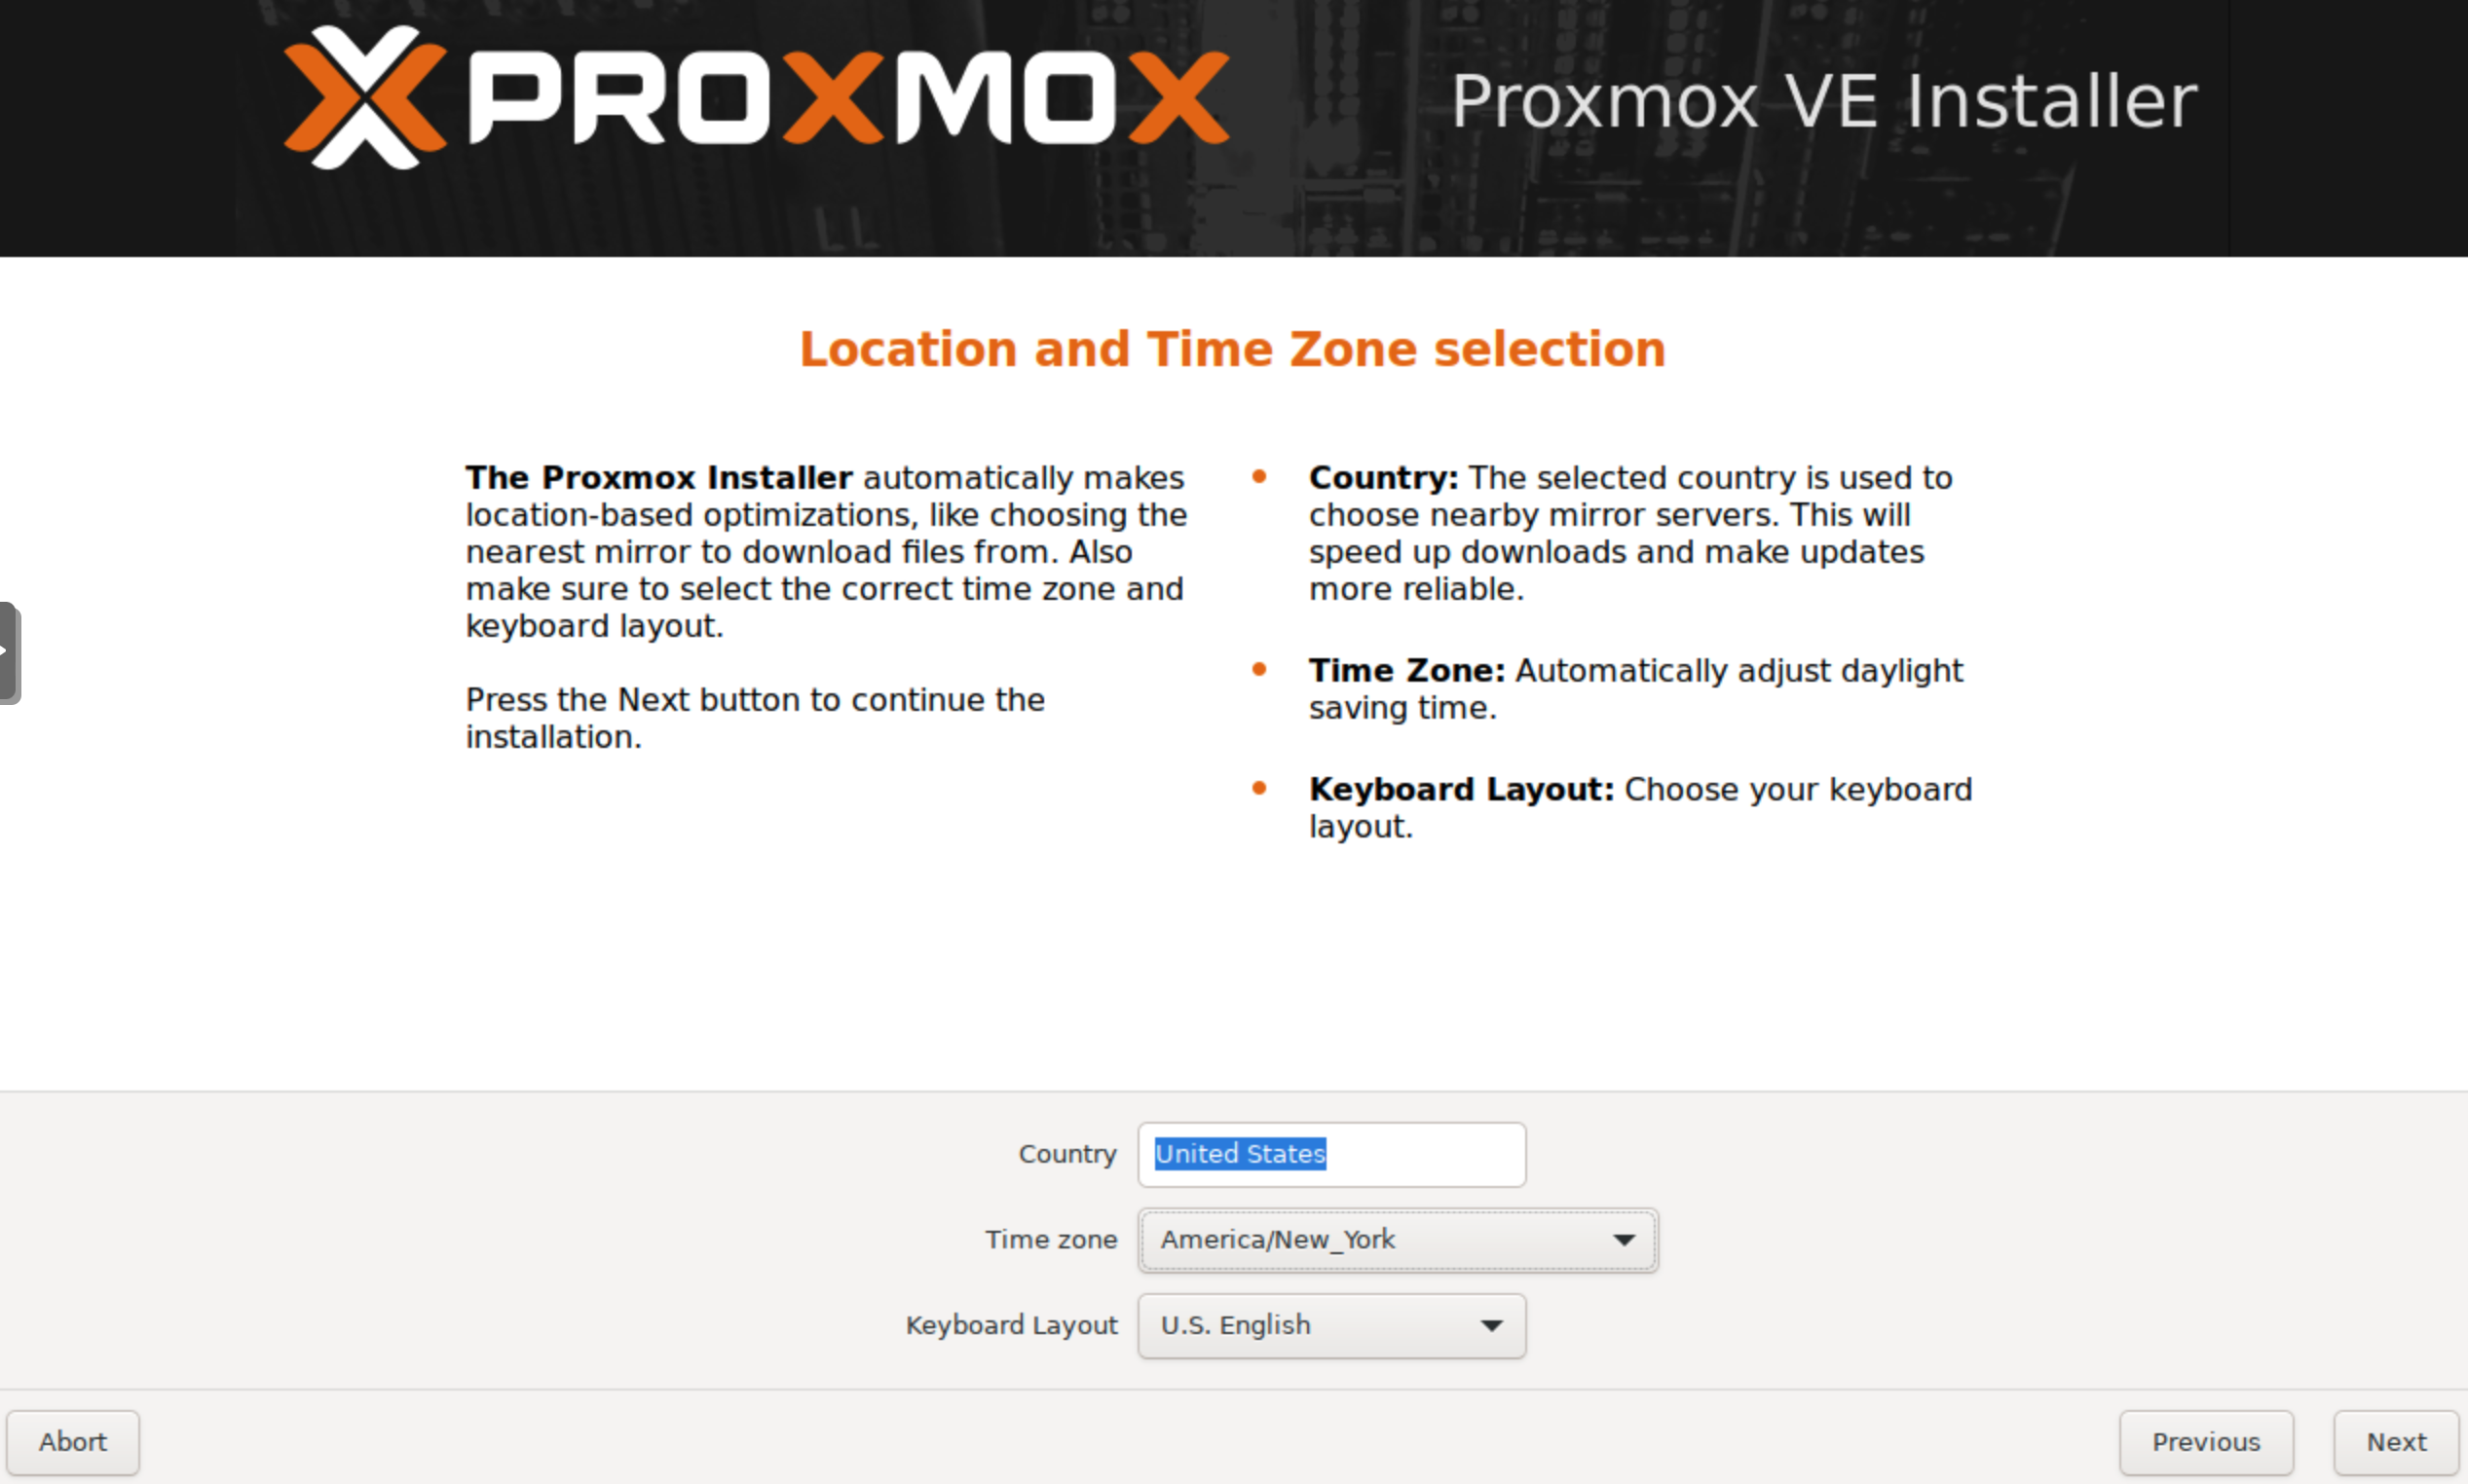 PROXMOX
Proxmox VE Installer
Location and Time Zone selection
The Proxmox Installer automatically makes
location-based optimizations, like choosing the
nearest mirror to download files from. Also
make sure to select the correct time zone and
keyboard layout.
Press the Next button to continue the
installation.
Country: The selected country is used to
choose nearby mirror servers. This will
speed up downloads and make updates
more reliable.
Time Zone: Automatically adjust daylight
saving time.
Keyboard Layout: Choose your keyboard
layout.
Country United States
Time zone America/New_York
Keyboard Layout U.S. English
Abort Previous Next